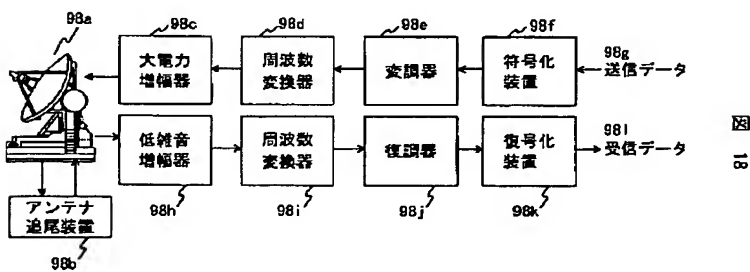 98a
98c
98d
98e
98f
大電力
増幅器
周波数
変換器
変調器
符号化
装置
98g
送信データ
低雑音
増幅器
周波数
変換器
復調器
復号化
装置
98l
受信データ
98h
98i
98j
98k
アンテナ
追尾装置
98b
図 18